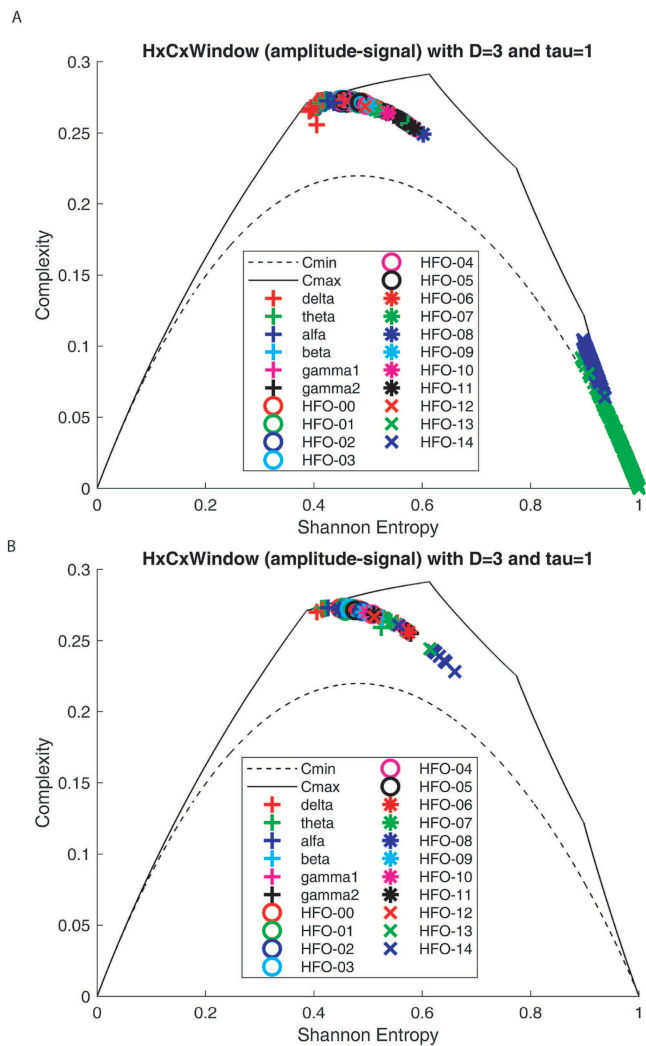 A
HxCxWindow (amplitude-signal) with D=3 and tau=1
0.3
0.25
0.2
0.15
0.1
0.05
0
Complexity
Cmin
Cmax
delta
theta
alfa
beta
gamma1
gamma2
HFO-00
HFO-01
HFO-02
HFO-03
HFO-04
HFO-05
HFO-06
HFO-07
HFO-08
HFO-09
HFO-10
HFO-11
HFO-12
HFO-13
HFO-14
0 0.2 0.4 0.6 0.8 1
Shannon Entropy
B
HxCxWindow (amplitude-signal) with D=3 and tau=1
0.3
0.25
0.2
0.15
0.1
0.05
0
Complexity
Cmin
Cmax
delta
theta
alfa
beta
gamma1
gamma2
HFO-00
HFO-01
HFO-02
HFO-03
HFO-04
HFO-05
HFO-06
HFO-07
HFO-08
HFO-09
HFO-10
HFO-11
HFO-12
HFO-13
HFO-14
0 0.2 0.4 0.6 0.8 1
Shannon Entropy